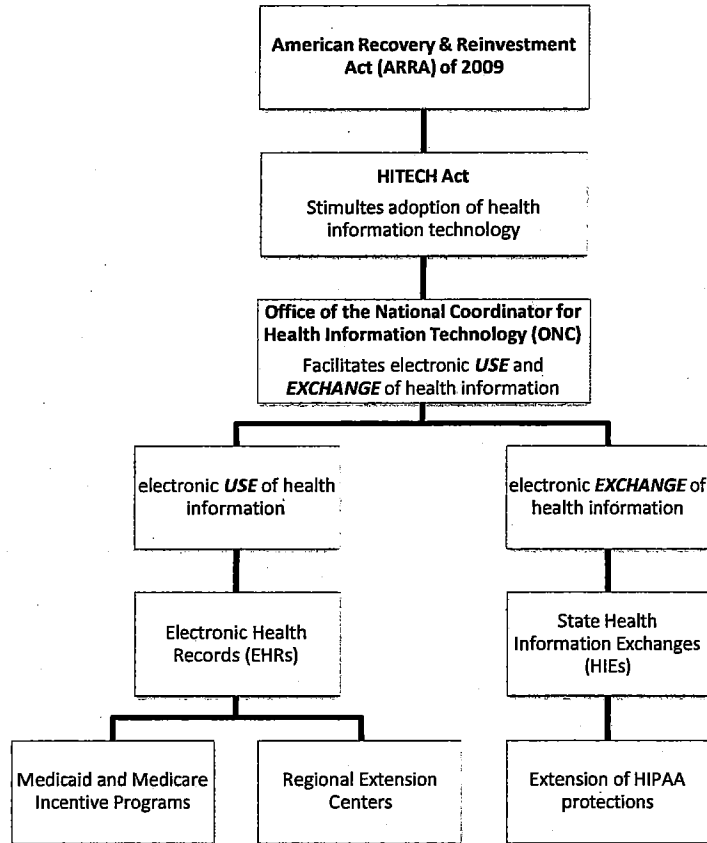 American Recovery & Reinvestment
Act (ARRA) of 2009
HITECH Act
Stimultes adoption of health
information technology
Office of the National Coordinator for
Health Information Technology (ONC)
Facilitates electronic USE and
EXCHANGE of health information
electronic USE of health
information
electronic EXCHANGE of
health information
Electronic Health
Records (EHRs)
State Health
Information Exchanges
(HIEs)
Medicaid and Medicare
Incentive Programs
Regional Extension
Centers
Extension of HIPAA
protections